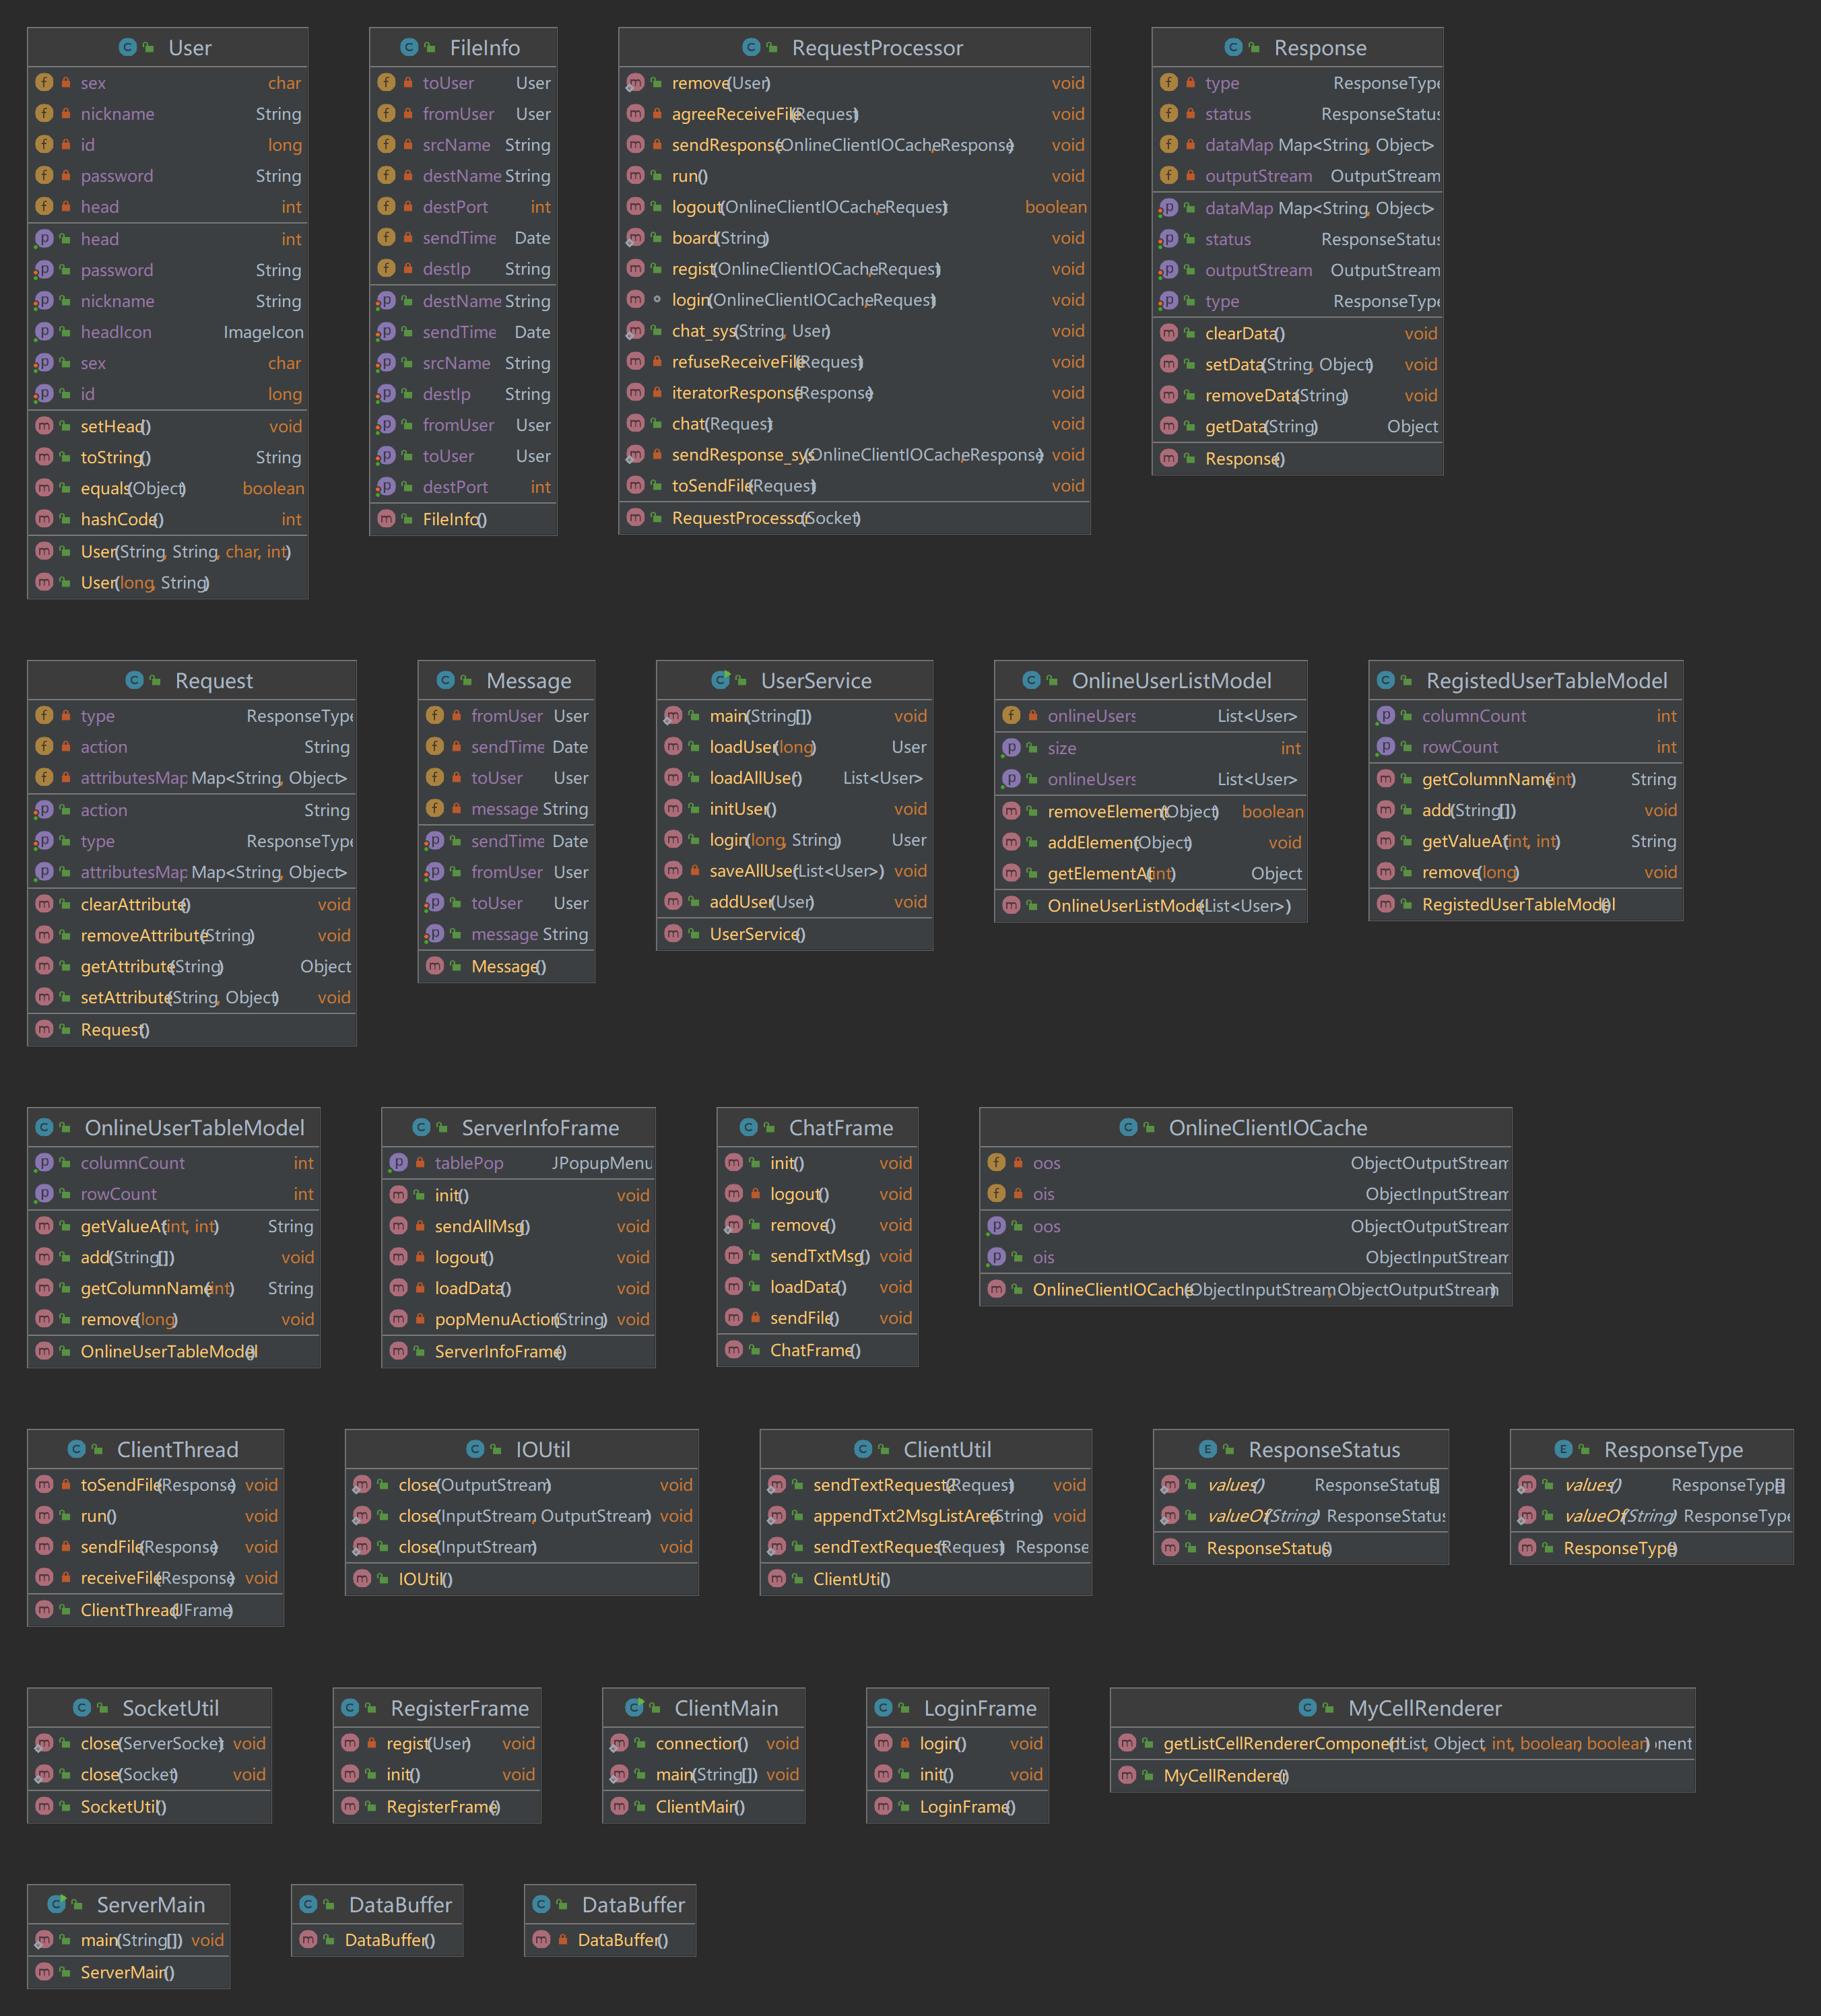 User
sex char
nickname String
id long
password String
head int
head int
password String
nickname String
headIcon ImageIcon
sex char
id long
setHead() void
toString() String
equals(Object) boolean
hashCode() int
User(String, String, char, int)
User(long, String)
FileInfo
toUser User
fromUser User
srcName String
destName String
destPort int
sendTime Date
destIp String
destName String
sendTime Date
srcName String
destIp String
fromUser User
toUser User
destPort int
FileInfo()
RequestProcessor
remove(User) void
agreeReceiveFile(Request) void
sendResponse(OnlineClientIOCache, Response) void
run() void
logout(OnlineClientIOCache, Request) boolean
board(String) void
regist(OnlineClientIOCache, Request) void
login(OnlineClientIOCache, Request) void
chat_sys(String, User) void
refuseReceiveFile(Request) void
iteratorResponse(Response) void
chat(Request) void
sendResponse_sys(OnlineClientIOCache, Response) void
toSendFile(Request) void
RequestProcessor(Socket)
Response
type ResponseType
status ResponseStatus
dataMap Map<String, Object>
outputStream OutputStream
dataMap Map<String, Object>
status ResponseStatus
outputStream OutputStream
type ResponseType
clearData() void
setData(String, Object) void
removeData(String) void
getData(String) Object
Response()
Request
type ResponseType
action String
attributesMap Map<String, Object>
action String
type ResponseType
attributesMap Map<String, Object>
clearAttribute() void
removeAttribute(String) void
getAttribute(String) Object
setAttribute(String, Object) void
Request()
Message
fromUser User
sendTime Date
toUser User
message String
sendTime Date
fromUser User
toUser User
message String
Message()
UserService
main(String[]) void
loadUser(long) User
loadAllUser() List<User>
initUser() void
login(long, String) User
saveAllUser(List<User>) void
addUser(User) void
UserService()
OnlineUserListModel
onlineUsers List<User>
size int
onlineUsers List<User>
removeElement(Object) boolean
addElement(Object) void
getElementAt(int) Object
OnlineUserListModel(List<User>)
RegistedUserTableModel
columnCount int
rowCount int
getColumnName(int) String
add(String[]) void
getValueAt(int, int) String
remove(long) void
RegistedUserTableModel()
OnlineUserTableModel
columnCount int
rowCount int
getValueAt(int, int) String
add(String[]) void
getColumnName(int) String
remove(long) void
OnlineUserTableModel()
ServerInfoFrame
tablePop JPopupMenu
init() void
sendAllMsg() void
logout() void
loadData() void
popMenuAction(String) void
ServerInfoFrame()
ChatFrame
init() void
logout() void
remove() void
sendTxtMsg() void
loadData() void
sendFile() void
ChatFrame()
OnlineClientIOCache
oos ObjectOutputStream
ois ObjectInputStream
oos ObjectOutputStream
ois ObjectInputStream
OnlineClientIOCache(ObjectInputStream, ObjectOutputStream)
ClientThread
toSendFile(Response) void
run() void
sendFile(Response) void
receiveFile(Response) void
ClientThread(JFrame)
IOUtil
close(OutputStream) void
close(InputStream, OutputStream) void
close(InputStream) void
IOUtil()
ClientUtil
sendTextRequest2(Request) void
appendTxt2MsgListArea(String) void
sendTextRequest(Request) Response
ClientUtil()
ResponseStatus
values() ResponseStatus[]
valueOf(String) ResponseStatus
ResponseStatus()
ResponseType
values() ResponseType[]
valueOf(String) ResponseType
ResponseType()
SocketUtil
close(ServerSocket) void
close(Socket) void
SocketUtil()
RegisterFrame
regist(User) void
init() void
RegisterFrame()
ClientMain
connection() void
main(String[]) void
ClientMain()
LoginFrame
login() void
init() void
LoginFrame()
MyCellRenderer
getListCellRendererComponent(JList, Object, int, boolean, boolean) nent
MyCellRenderer()
ServerMain
main(String[]) void
ServerMain()
DataBuffer
DataBuffer()
DataBuffer
DataBuffer()